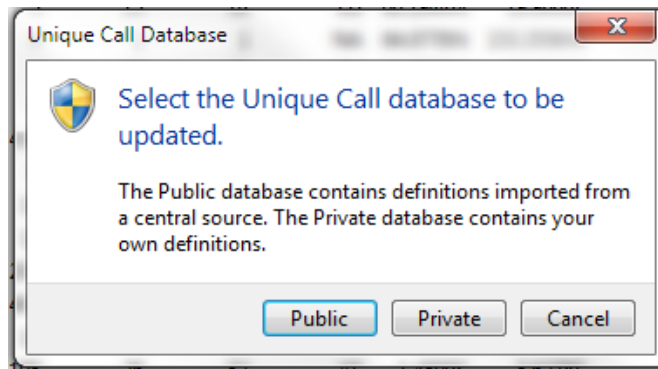 Unique Call Database
Select the Unique Call database to be
updated.
The Public database contains definitions imported from
a central source. The Private database contains your
own definitions.
Public Private Cancel